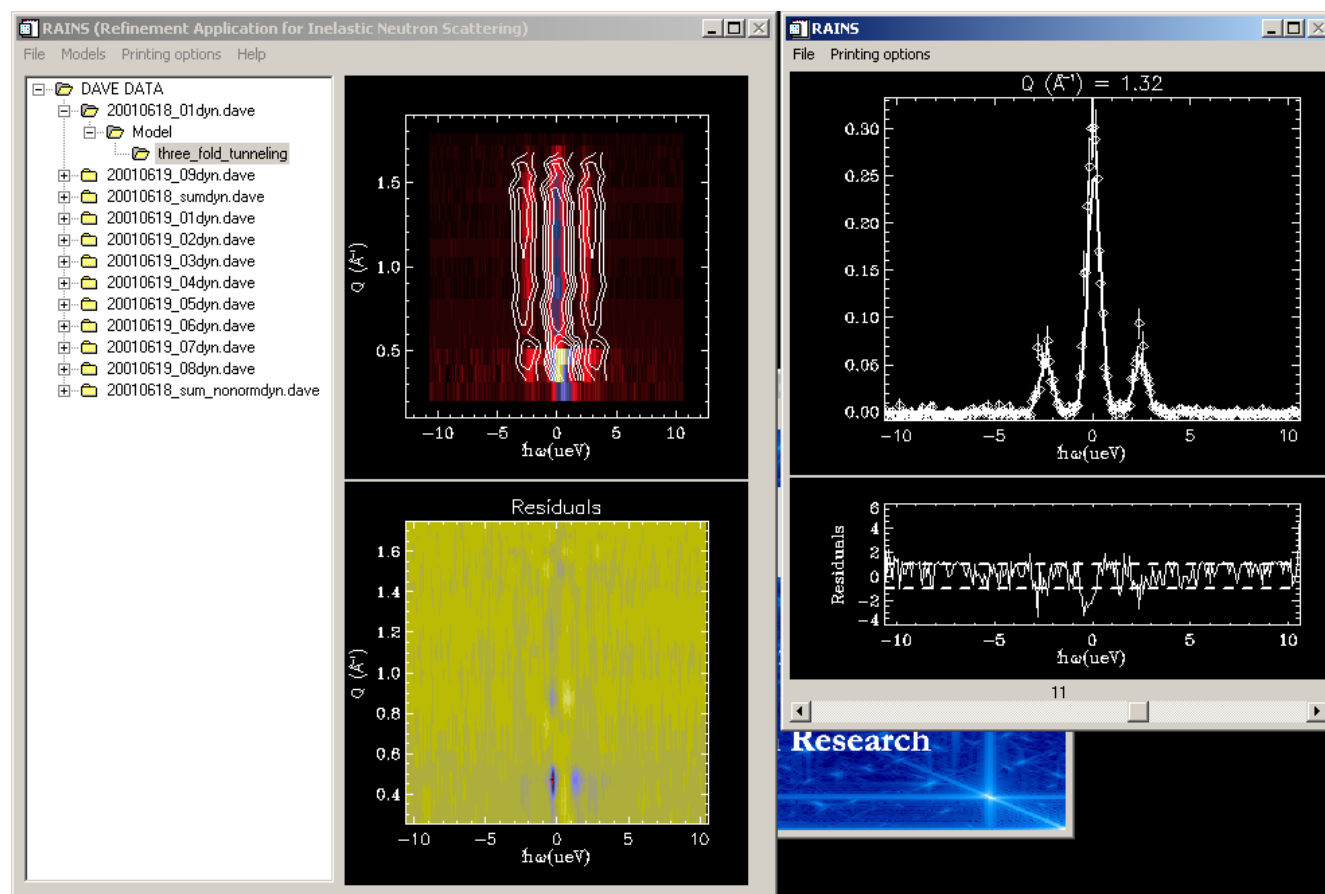 RAINS (Refinement Application for Inelastic Neutron Scattering)
File Models Printing options Help
DAVE DATA
20010618_01dyn.dave
Model
three_fold_tunneling
20010619_09dyn.dave
20010618_sumdyn.dave
20010619_01dyn.dave
20010619_02dyn.dave
20010619_03dyn.dave
20010619_04dyn.dave
20010619_05dyn.dave
20010619_06dyn.dave
20010619_07dyn.dave
20010619_08dyn.dave
20010618_sum_nonormdyn.dave
Q (Å⁻¹)
1.5
1.0
0.5
−10 −5 0 5 10
ℏω(ueV)
Residuals
Q (Å⁻¹)
1.6
1.4
1.2
1.0
0.8
0.6
0.4
−10 −5 0 5 10
ℏω(ueV)
RAINS
File Printing options
Q (Å⁻¹) = 1.32
0.30
0.25
0.20
0.15
0.10
0.05
0.00
−10 −5 0 5 10
ℏω(ueV)
Residuals
6
4
2
0
−2
−4
−10 −5 0 5 10
ℏω(ueV)
11
Research